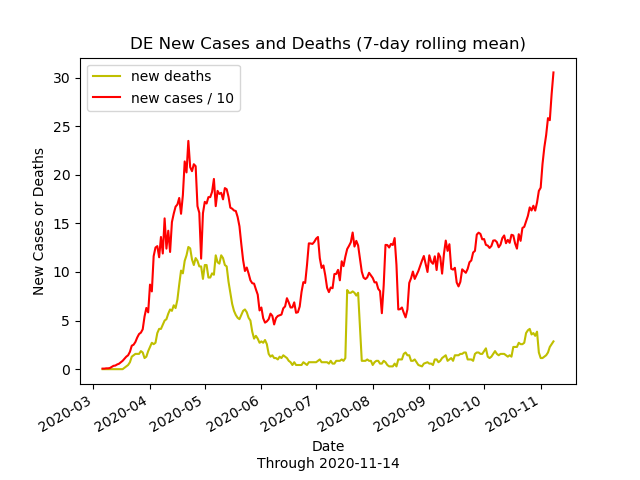 DE New Cases and Deaths (7-day rolling mean)
new deaths
new cases / 10
30
25
20
15
10
5
0
New Cases or Deaths
2020-03
2020-04
2020-05
2020-06
2020-07
2020-08
2020-09
2020-10
2020-11
Date
Through 2020-11-14